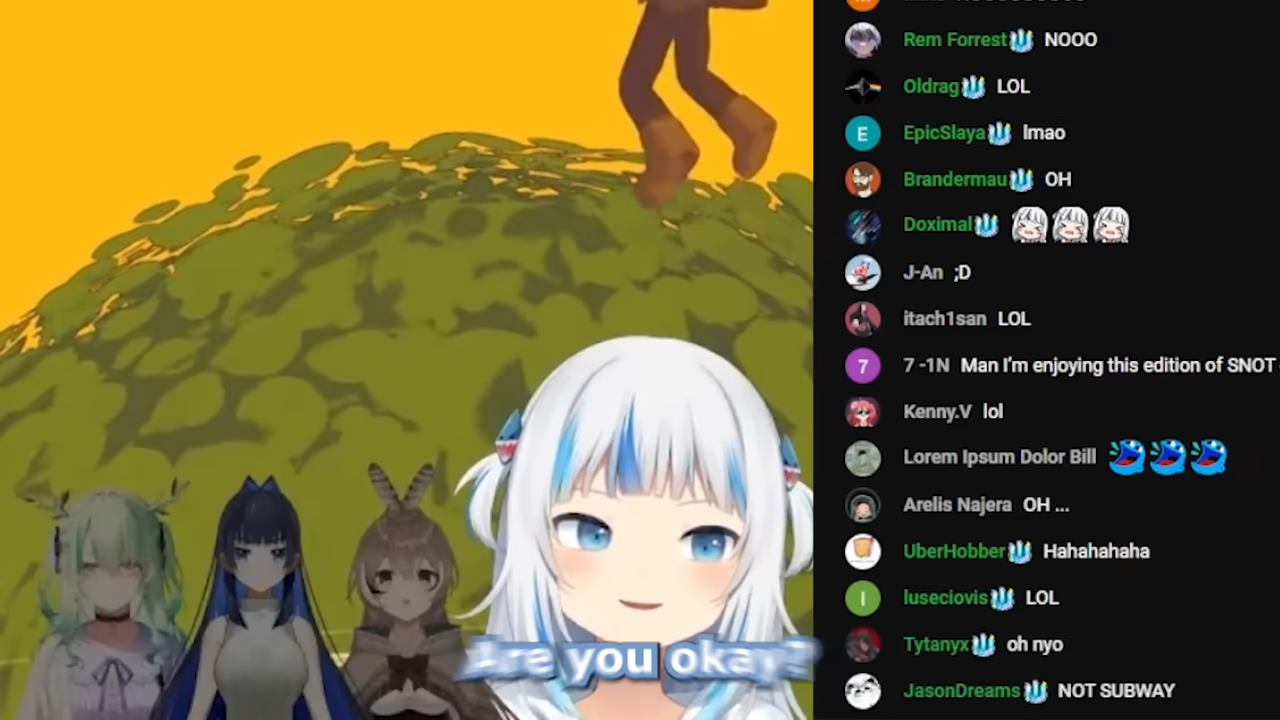 Rem Forrest NOOO
Oldrag LOL
E EpicSlaya lmao
Brandermau OH
Doximal
J-An ;D
itach1san LOL
7 7 -1N Man I'm enjoying this edition of SNOT
Kenny.V lol
Lorem Ipsum Dolor Bill
Arelis Najera OH ...
UberHobber Hahahahaha
I luseciovis LOL
Tytanyx oh nyo
JasonDreams NOT SUBWAY
Are you okay?